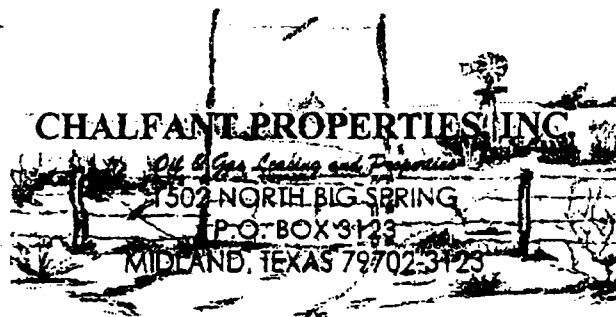 CHALFANT PROPERTIES, INC.
Oil & Gas Leasing and Properties
1502 NORTH BIG SPRING
P.O. BOX 3123
MIDLAND, TEXAS 79702-3123